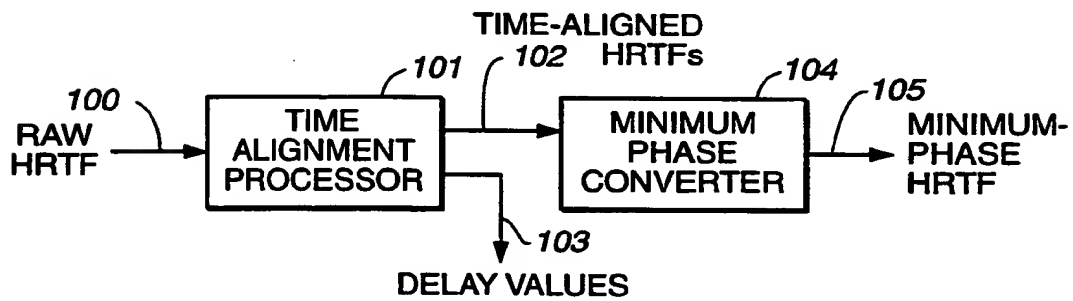 100
RAW
HRTF
101
TIME
ALIGNMENT
PROCESSOR
TIME-ALIGNED
102 HRTFs
103
DELAY VALUES
104
MINIMUM
PHASE
CONVERTER
105
MINIMUM-
PHASE
HRTF